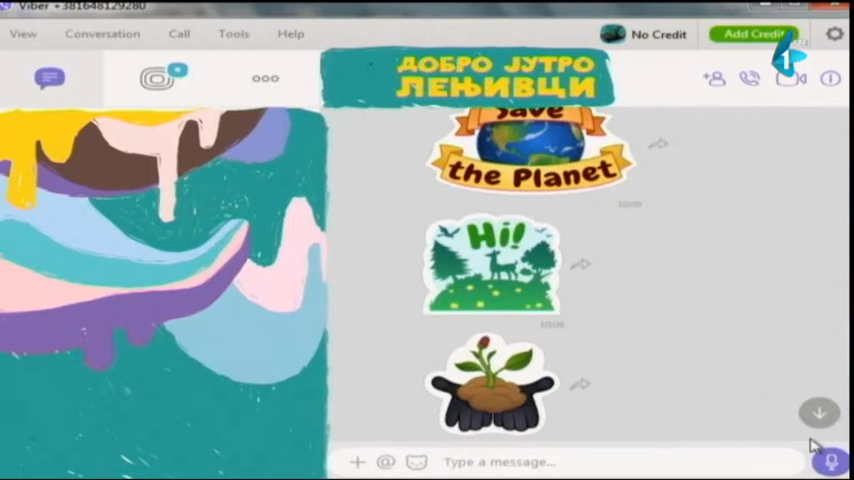 Viber +381648129280
View Conversation Call Tools Help
No Credit
Add Credit
1
ДОБРО ЈУТРО
ЛЕЊИВЦИ
Save
the Planet
Hi!
Type a message...